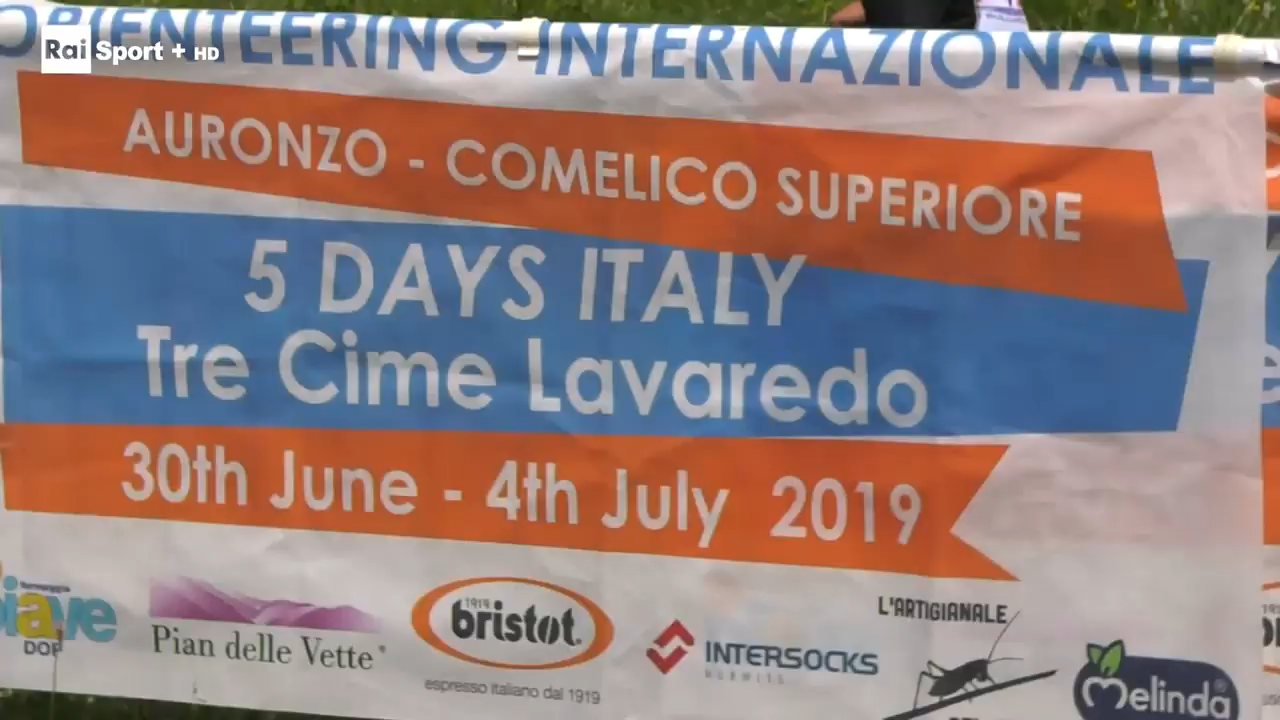 Rai Sport + HD
ORIENTEERING INTERNAZIONALE
AURONZO - COMELICO SUPERIORE
5 DAYS ITALY
Tre Cime Lavaredo
30th June - 4th July 2019
Piave
DOP
Pian delle Vette
1919
bristot
espresso italiano dal 1919
INTERSOCKS
L'ARTIGIANALE
Melinda